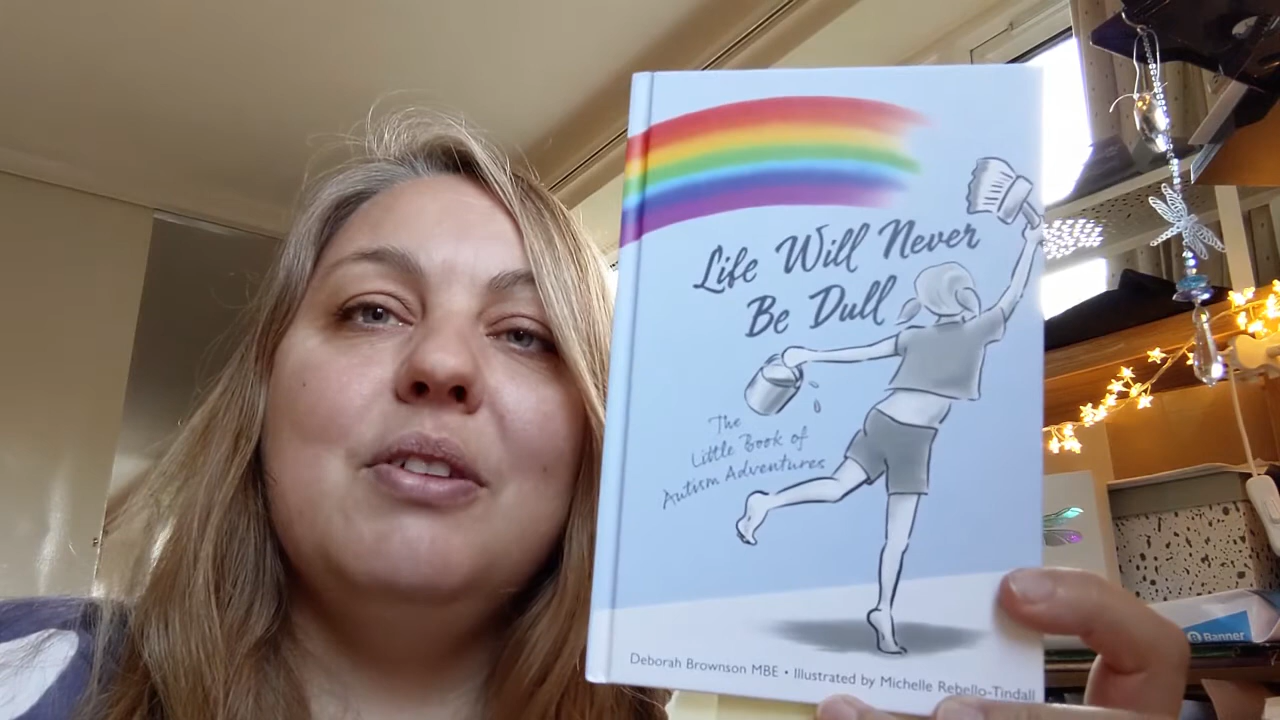 Life Will Never
Be Dull
The
Little Book of
Autism Adventures
Deborah Brownson MBE • Illustrated by Michelle Rebello-Tindall
Banner